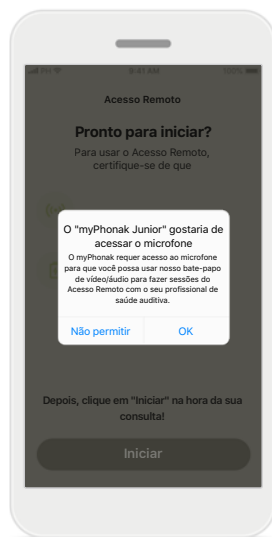 9:41 AM
100%
Acesso Remoto
Pronto para iniciar?
Para usar o Acesso Remoto,
certifique-se de que
O "myPhonak Junior" gostaria de
acessar o microfone
O myPhonak requer acesso ao microfone
para que você possa usar nosso bate-papo
de vídeo/áudio para fazer sessões do
Acesso Remoto com o seu profissional de
saúde auditiva.
Não permitir OK
Depois, clique em "Iniciar" na hora da sua
consulta!
Iniciar